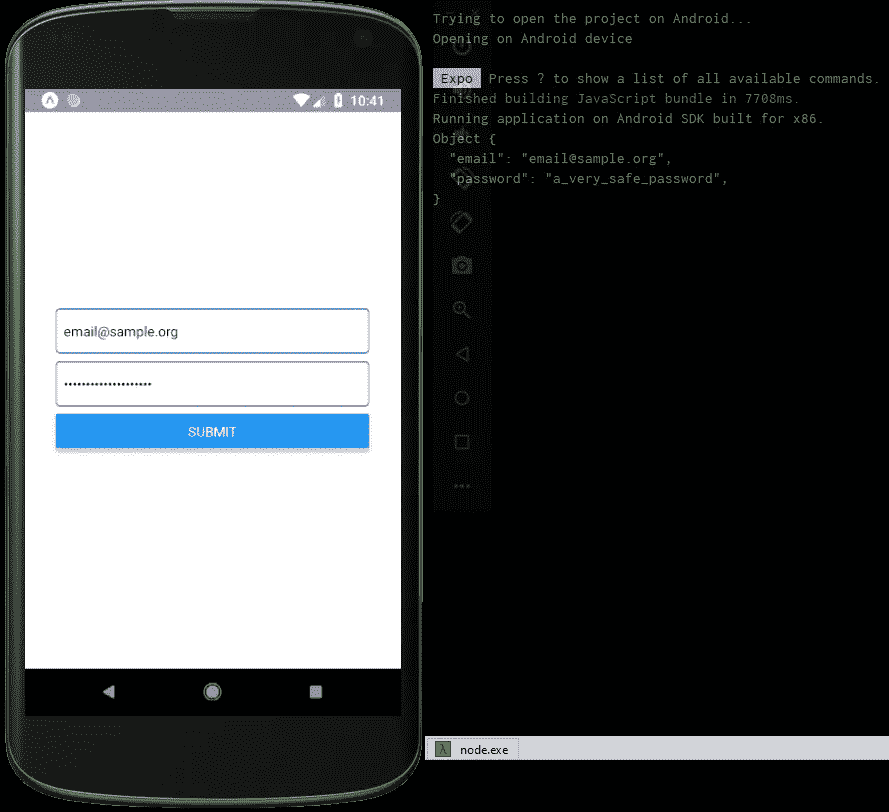 10:41
email@sample.org
••••••••••••••••••••
SUBMIT
Trying to open the project on Android...
Opening on Android device
Expo Press ? to show a list of all available commands.
Finished building JavaScript bundle in 7708ms.
Running application on Android SDK built for x86.
Object {
  "email": "email@sample.org",
  "password": "a_very_safe_password",
}
λ node.exe